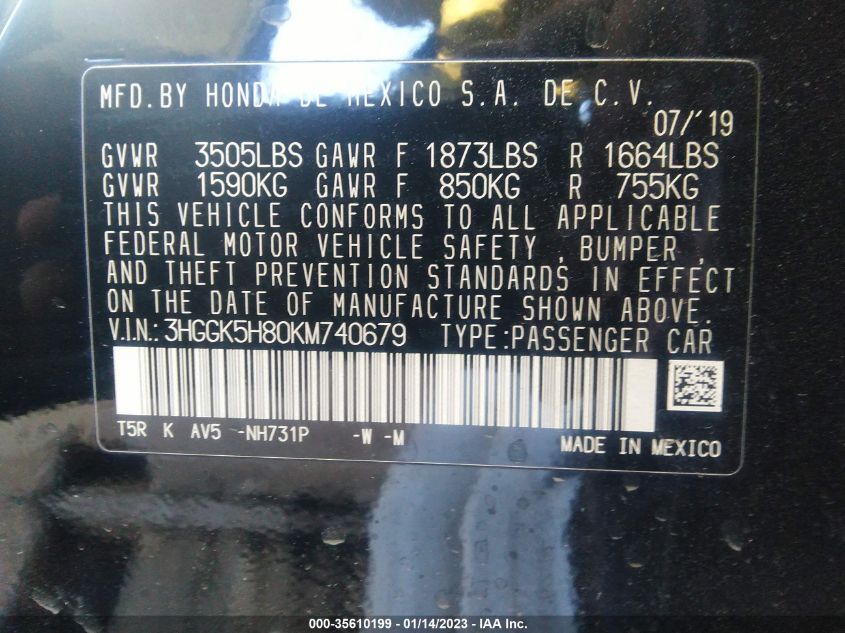 MFD.BY HONDA DE MEXICO S.A. DE C.V.
07/'19
GVWR 3505LBS GAWR F 1873LBS R 1664LBS
GVWR 1590KG GAWR F 850KG R 755KG
THIS VEHICLE CONFORMS TO ALL APPLICABLE
FEDERAL MOTOR VEHICLE SAFETY , BUMPER ,
AND THEFT PREVENTION STANDARDS IN EFFECT
ON THE DATE OF MANUFACTURE SHOWN ABOVE.
V.I.N.: 3HGGK5H80KM740679 TYPE:PASSENGER CAR
T5R K AV5 -NH731P -W -M
MADE IN MEXICO
000-35610199 - 01/14/2023 - IAA Inc.